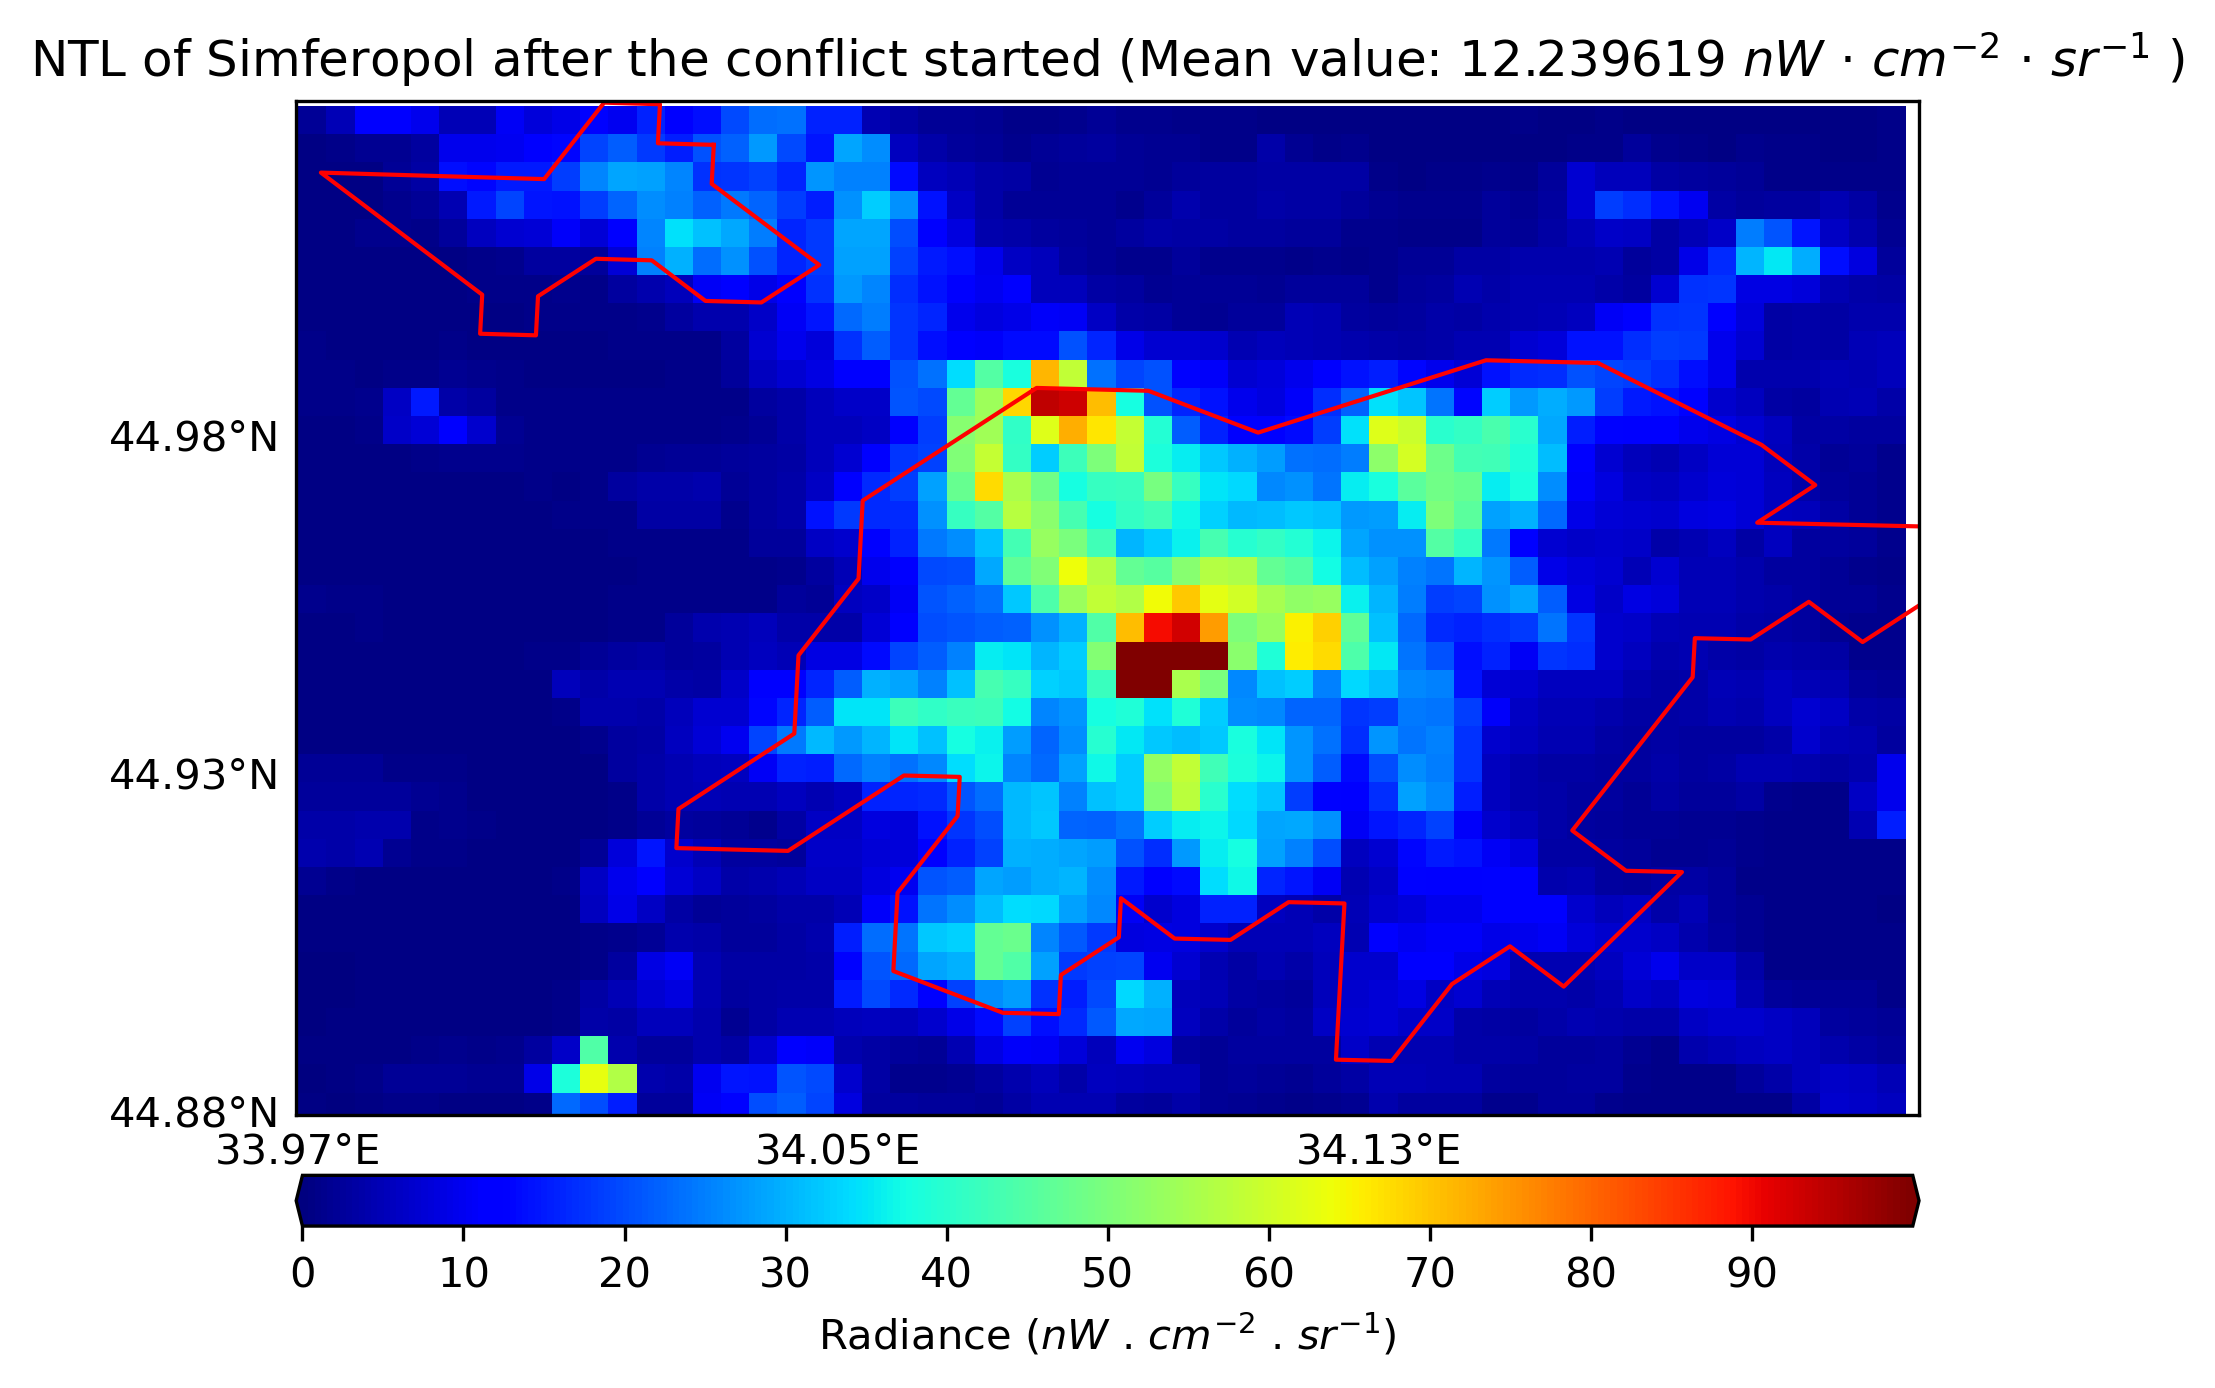 NTL of Simferopol after the conflict started (Mean value: 12.239619 nW · cm⁻² · sr⁻¹ )
44.98°N
44.93°N
44.88°N
33.97°E 34.05°E 34.13°E
0 10 20 30 40 50 60 70 80 90
Radiance (nW . cm⁻² . sr⁻¹)